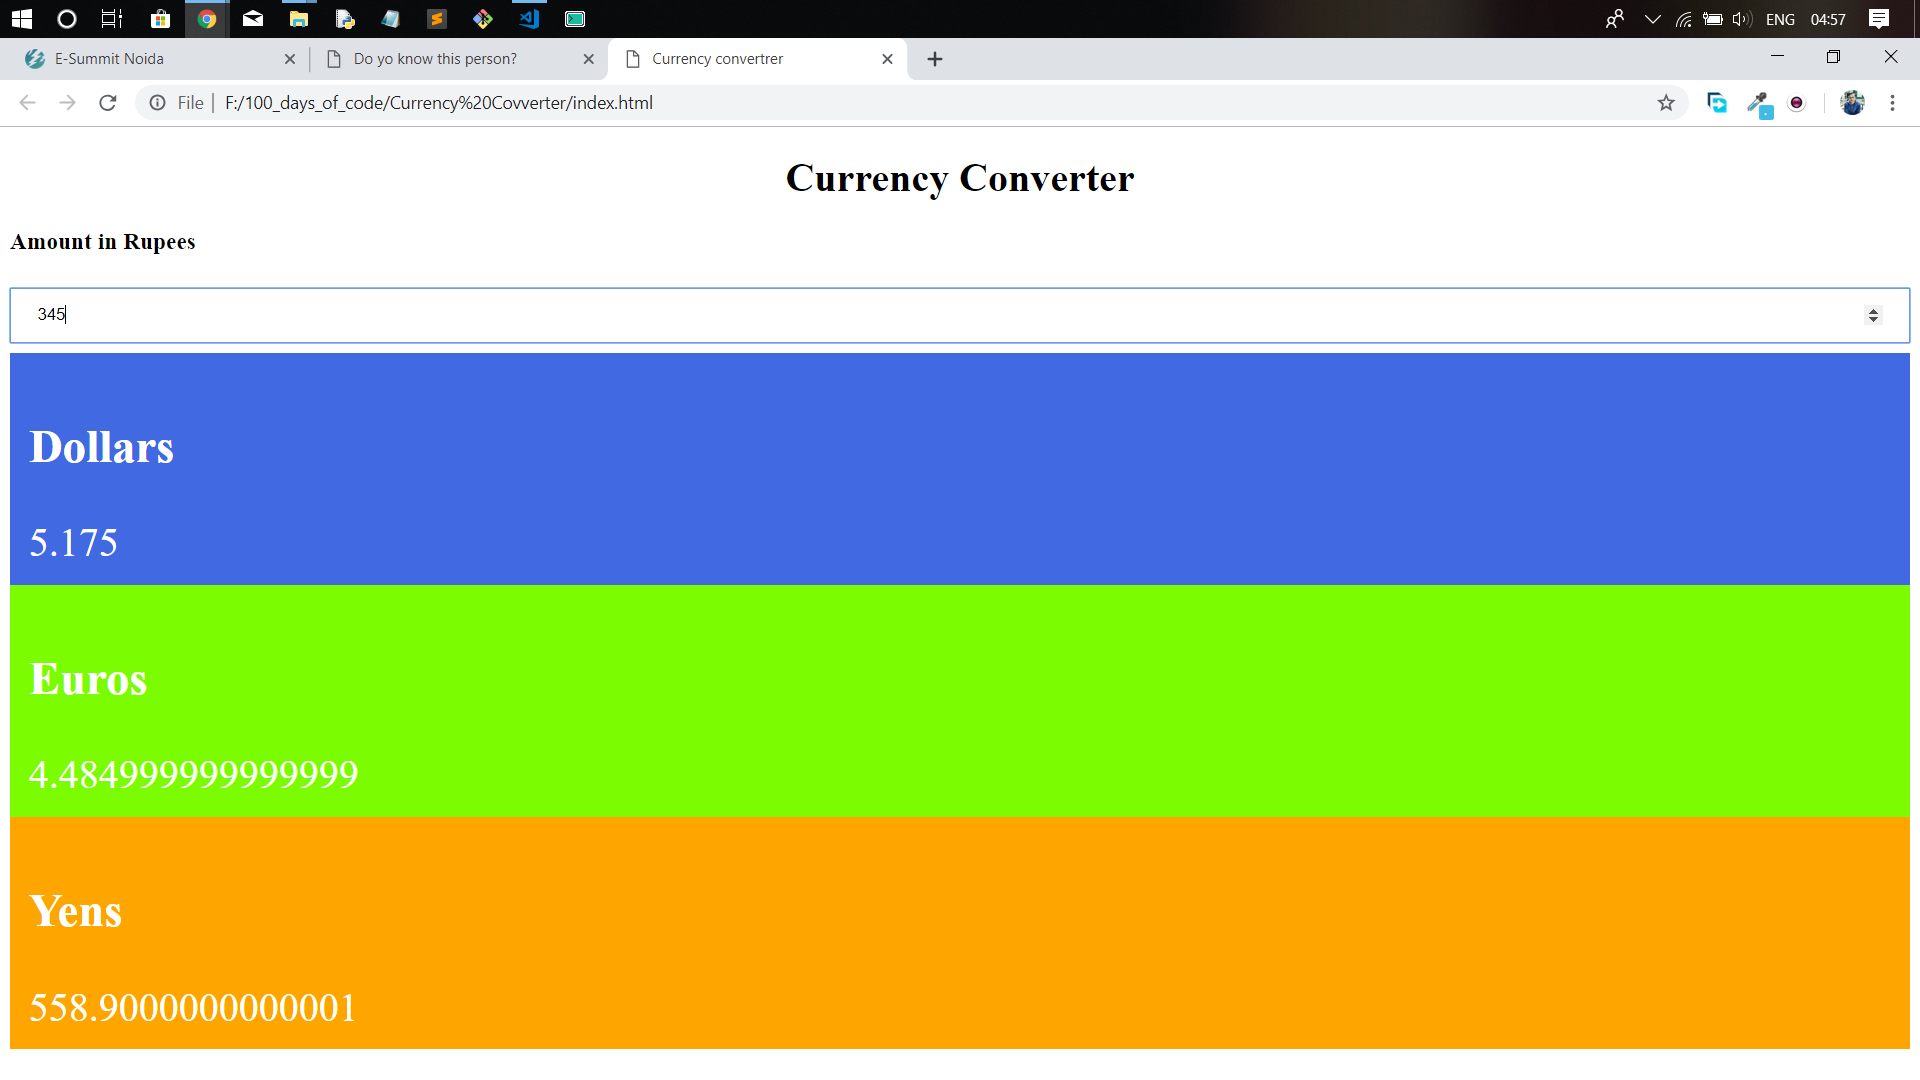 ENG 04:57
E-Summit Noida
Do yo know this person?
Currency convertrer
File | F:/100_days_of_code/Currency%20Covverter/index.html
Currency Converter
Amount in Rupees
345
Dollars
5.175
Euros
4.484999999999999
Yens
558.9000000000001